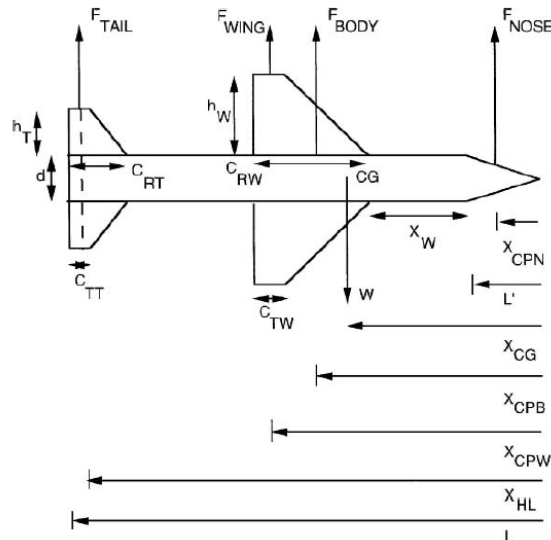 F_TAIL
F_WING
F_BODY
F_NOSE
h_T
h_W
d
C_RT
C_RW
CG
X_W
X_CPN
C_TT
C_TW
W
L'
X_CG
X_CPB
X_CPW
X_HL
L